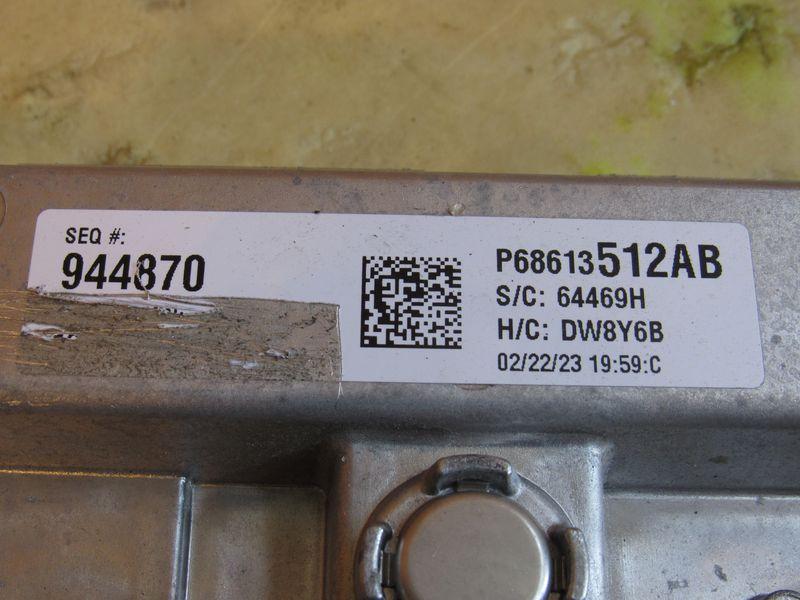 SEQ #:
944870
P68613512AB
S/C: 64469H
H/C: DW8Y6B
02/22/23 19:59:C